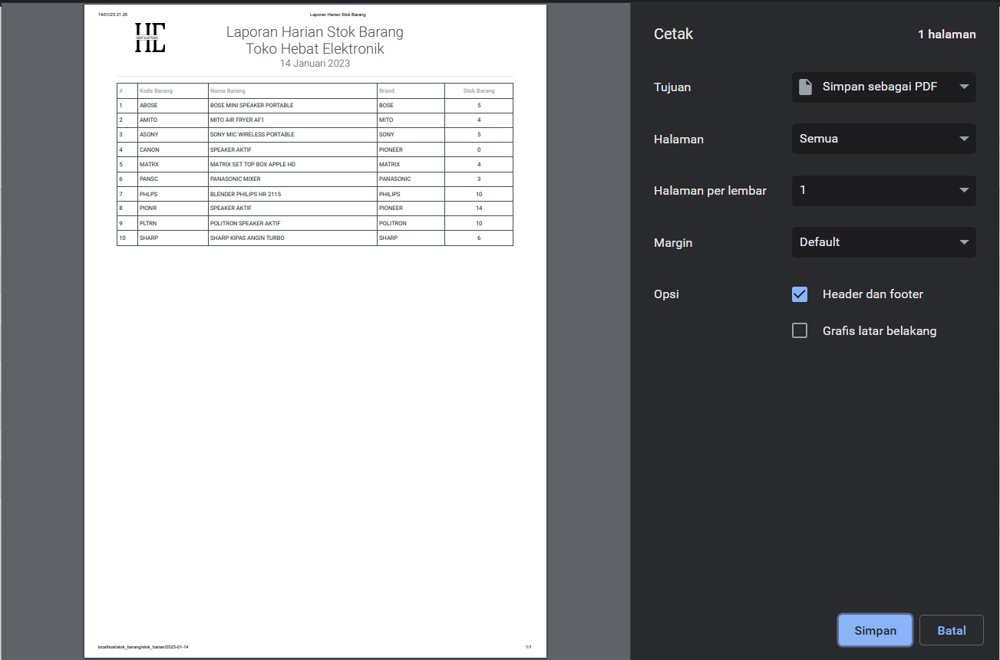 14/01/23 21.25 Laporan Harian Stok Barang
HE
HEBAT ELEKTRONIK
Laporan Harian Stok Barang
Toko Hebat Elektronik
14 Januari 2023
# Kode Barang Nama Barang Brand Stok Barang
1 ABOSE BOSE MINI SPEAKER PORTABLE BOSE 5
2 AMITO MITO AIR FRYER AF1 MITO 4
3 ASONY SONY MIC WIRELESS PORTABLE SONY 5
4 CANON SPEAKER AKTIF PIONEER 0
5 MATRX MATRIX SET TOP BOX APPLE HD MATRIX 4
6 PANSC PANASONIC MIXER PANASONIC 3
7 PHLPS BLENDER PHILIPS HR 2115 PHILIPS 10
8 PIONR SPEAKER AKTIF PIONEER 14
9 PLTRN POLITRON SPEAKER AKTIF POLITRON 10
10 SHARP SHARP KIPAS ANGIN TURBO SHARP 6
localhost/stok_barang/stok_harian/2023-01-14 1/1
Cetak 1 halaman
Tujuan Simpan sebagai PDF
Halaman Semua
Halaman per lembar 1
Margin Default
Opsi Header dan footer
Grafis latar belakang
Simpan Batal